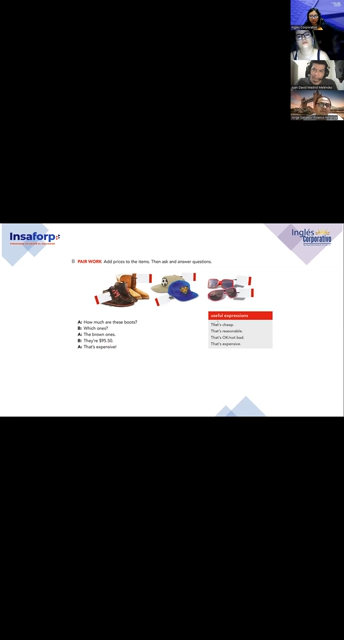 Insaforp
Inglés
Corporativo
B PAIR WORK Add prices to the items. Then ask and answer questions.
A: How much are these boots?
B: Which ones?
A: The brown ones.
B: They're $95.50.
A: That's expensive!
useful expressions
That's cheap.
That's reasonable.
That's OK/not bad.
That's expensive.